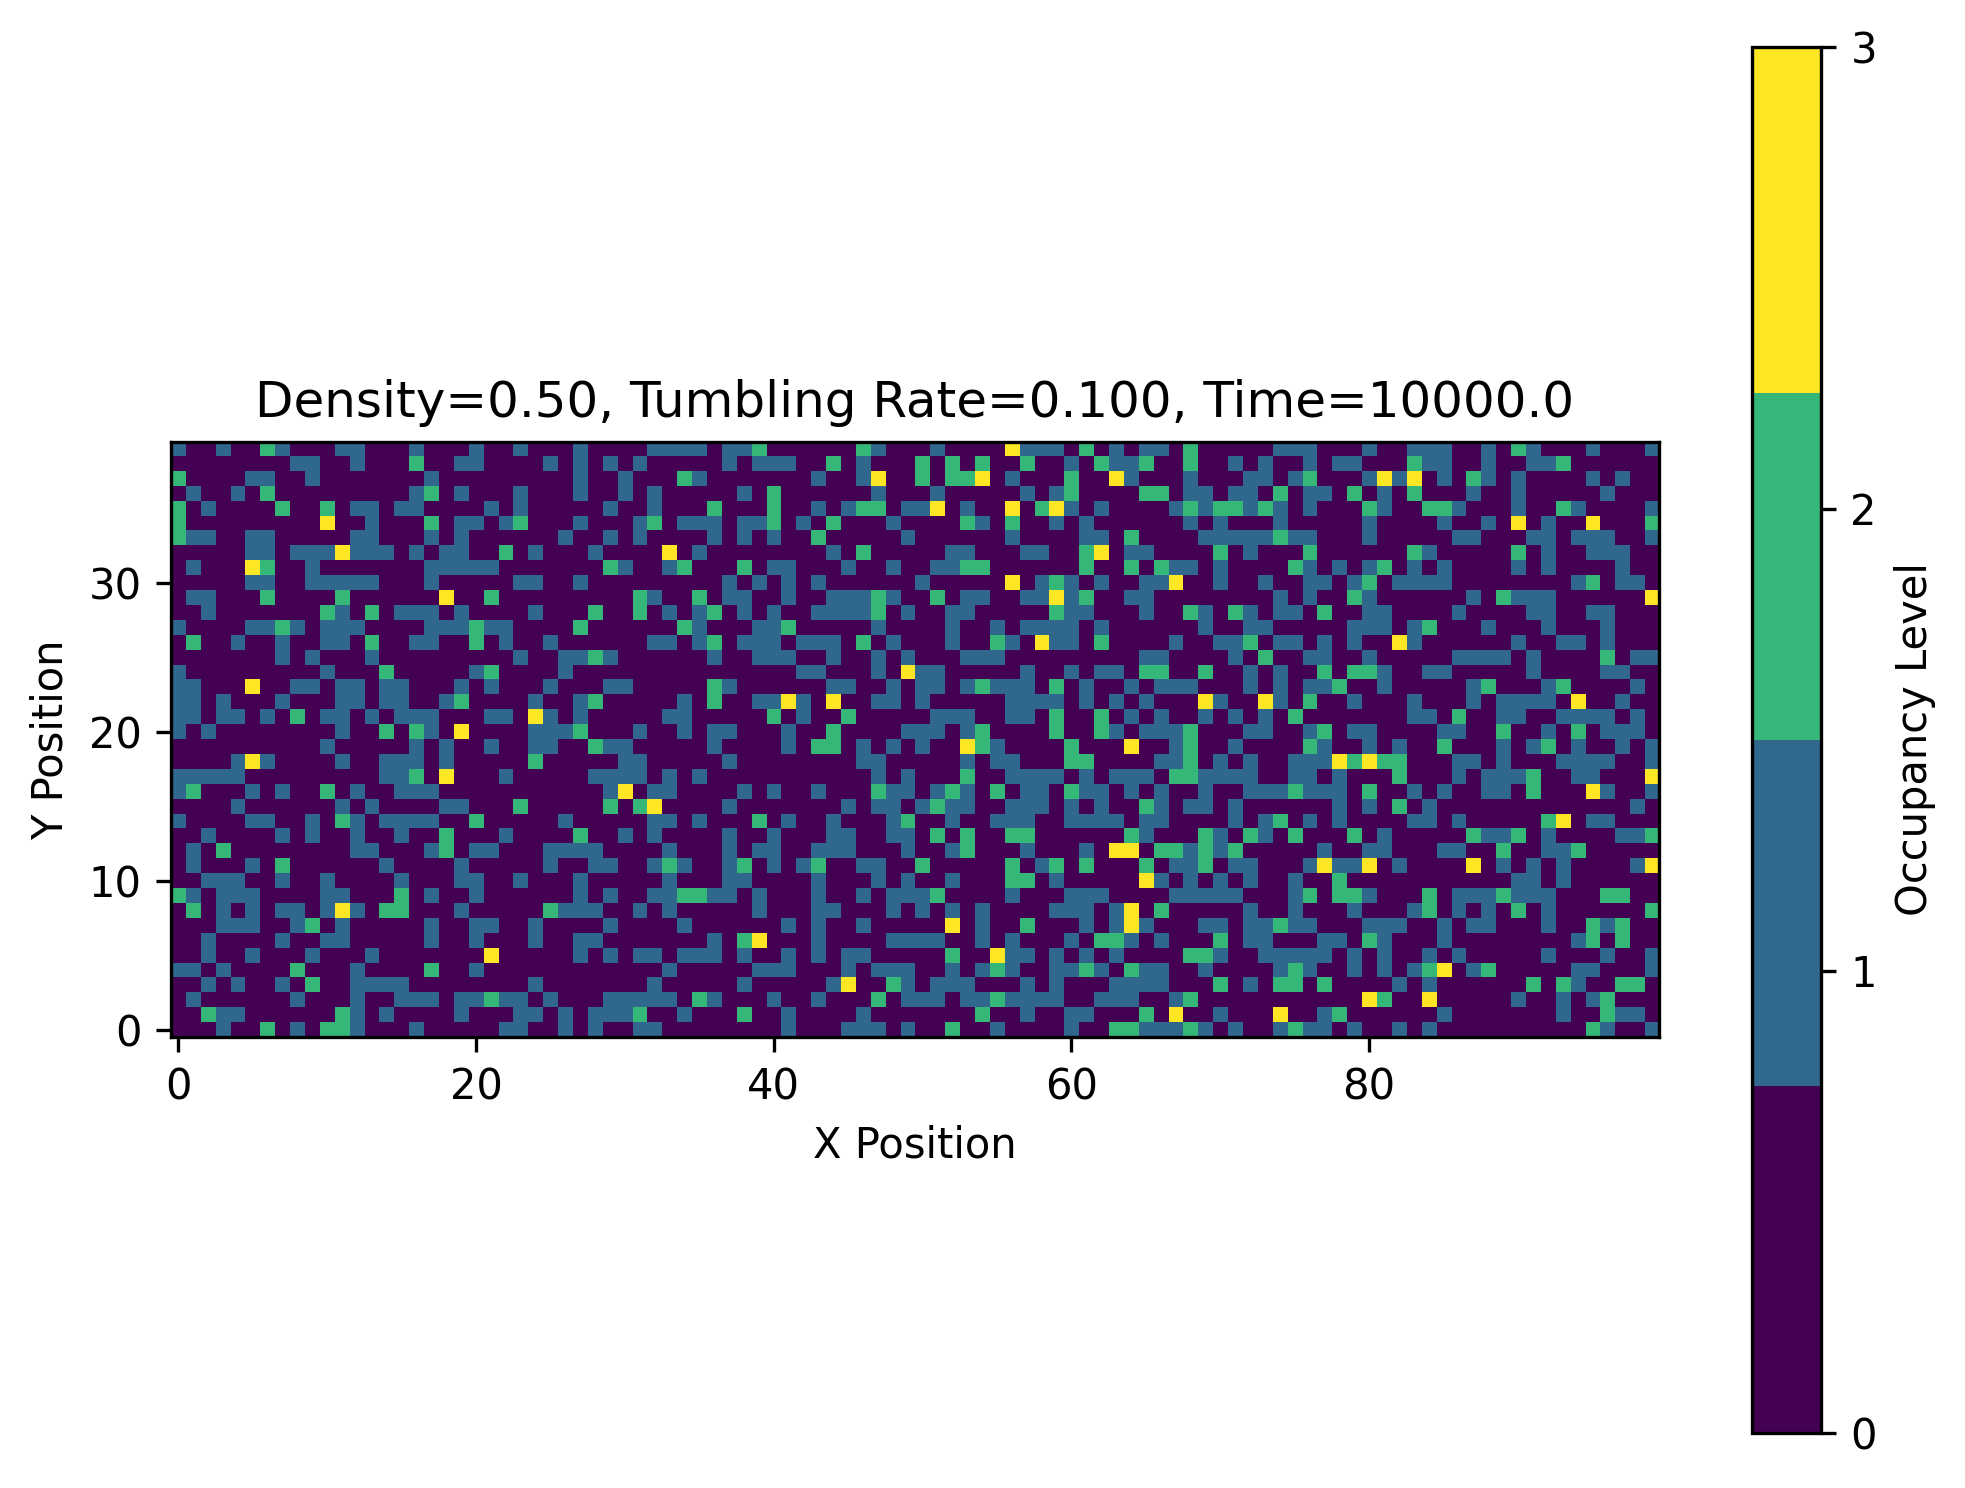 Density=0.50, Tumbling Rate=0.100, Time=10000.0
3
2
1
0
Occupancy Level
30
20
10
0
Y Position
0 20 40 60 80
X Position